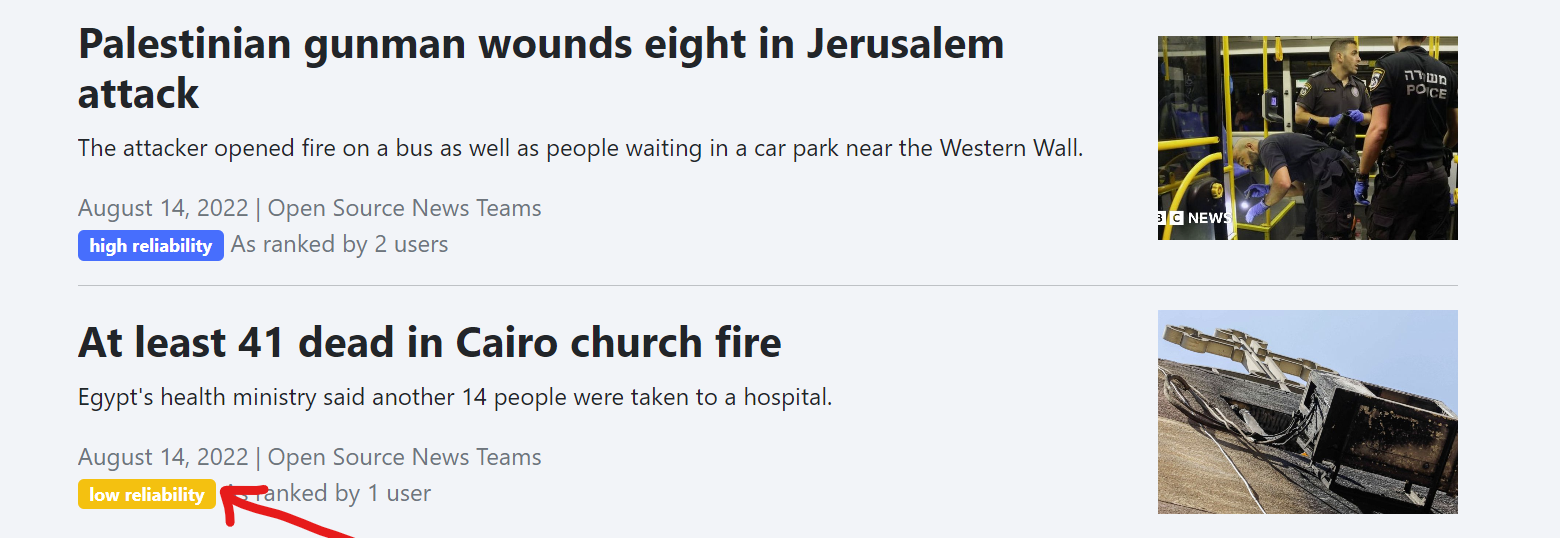 Palestinian gunman wounds eight in Jerusalem
attack
The attacker opened fire on a bus as well as people waiting in a car park near the Western Wall.
August 14, 2022 | Open Source News Teams
high reliability As ranked by 2 users
משטרה
POLICE
BBC NEWS
At least 41 dead in Cairo church fire
Egypt's health ministry said another 14 people were taken to a hospital.
August 14, 2022 | Open Source News Teams
low reliability As ranked by 1 user